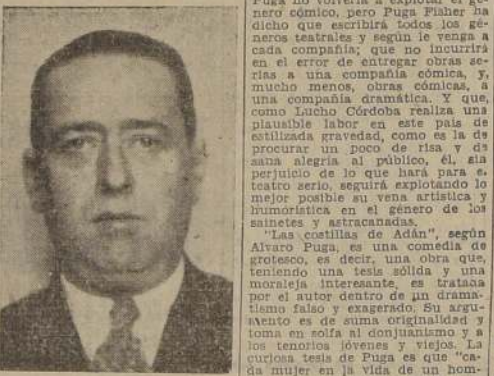 Puga no volvería a explotar el gé-
nero cómico, pero Puga Fisher ha
dicho que escribirá todos los gé-
neros teatrales y según le venga a
cada compañía; que no incurrirá
en el error de entregar obras se-
rias a una compañía cómica, y,
mucho menos, obras cómicas, a
una compañía dramática. Y que,
como Lucho Córdoba realiza una
plausible labor en este país de
estilizada gravedad, como es la de
procurar un poco de risa y de
sana alegría al público, él, sin
perjuicio de lo que hará para e.
teatro serio, seguirá explotando lo
mejor posible su vena artística y
humorística en el género de los
sainetes y astracanadas.
"Las costillas de Adán", según
Alvaro Puga, es una comedia de
grotesco, es decir, una obra que,
teniendo una tesis sólida y una
moraleja interesante, es tratada
por el autor dentro de un drama-
tismo falso y exagerado. Su argu-
mento es de suma originalidad y
toma en solfa al donjuanismo y a
los tenorios jóvenes y viejos. La
curiosa tesis de Puga es que "ca-
da mujer en la vida de un hom-